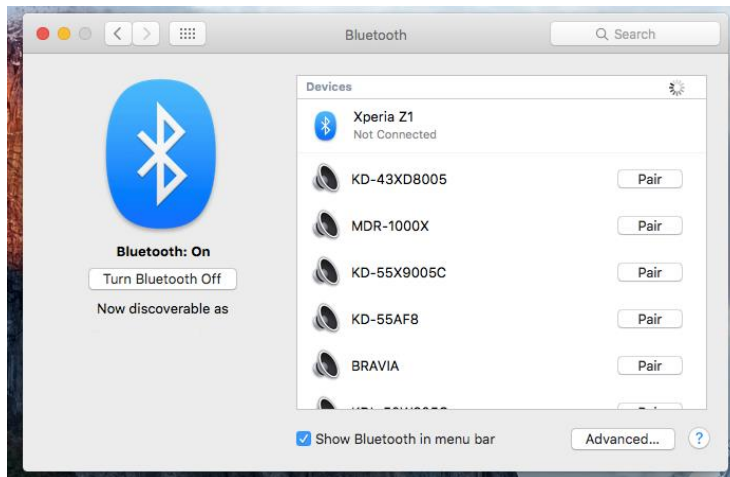 Bluetooth
Search
Bluetooth: On
Turn Bluetooth Off
Now discoverable as
Devices
Xperia Z1
Not Connected
KD-43XD8005
Pair
MDR-1000X
Pair
KD-55X9005C
Pair
KD-55AF8
Pair
BRAVIA
Pair
Show Bluetooth in menu bar
Advanced...
?